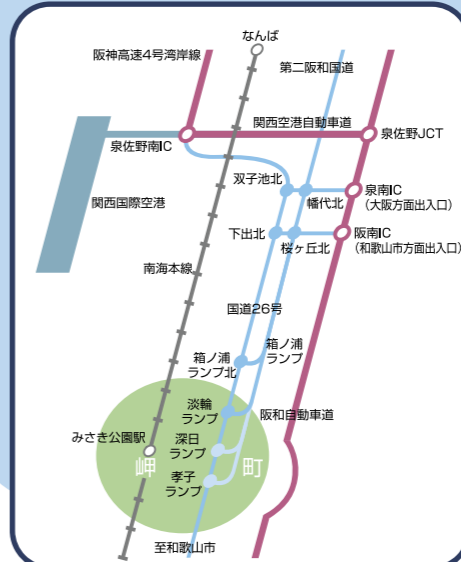 なんば
阪神高速4号湾岸線
第二阪和国道
関西空港自動車道
泉佐野南IC
泉佐野JCT
双子池北
関西国際空港
幡代北
泉南IC
(大阪方面出入口)
下出北
桜ヶ丘北
阪南IC
(和歌山市方面出入口)
南海本線
国道26号
箱ノ浦
ランプ北
箱ノ浦
ランプ
淡輪
ランプ
阪和自動車道
みさき公園駅
深日
ランプ
岬
町
孝子
ランプ
至和歌山市